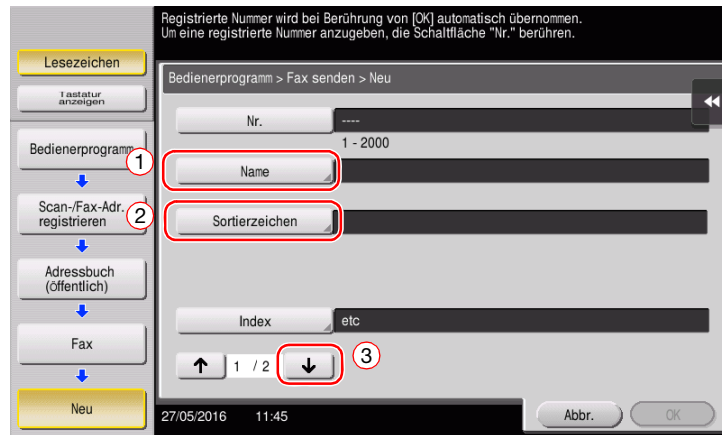 Registrierte Nummer wird bei Berührung von [OK] automatisch übernommen.
Um eine registrierte Nummer anzugeben, die Schaltfläche "Nr." berühren.
Lesezeichen
Tastatur
anzeigen
Bedienerprogramm
1
Scan-/Fax-Adr.
registrieren
2
Adressbuch
(öffentlich)
Fax
Neu
Bedienerprogramm > Fax senden > Neu
Nr.
----
1 - 2000
Name
Sortierzeichen
Index
etc
1 / 2
3
27/05/2016 11:45
Abbr.
OK